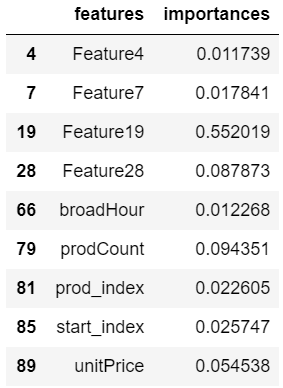 features importances
4 Feature4 0.011739
7 Feature7 0.017841
19 Feature19 0.552019
28 Feature28 0.087873
66 broadHour 0.012268
79 prodCount 0.094351
81 prod_index 0.022605
85 start_index 0.025747
89 unitPrice 0.054538